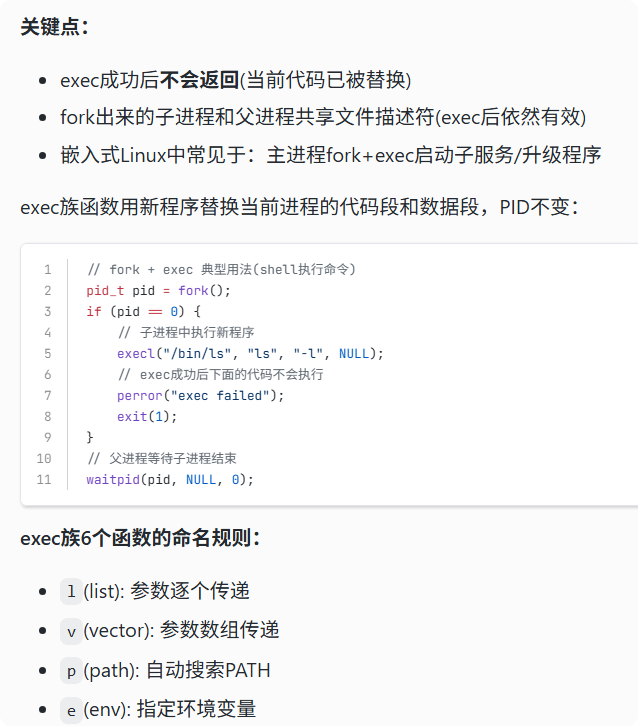 关键点：
exec成功后不会返回(当前代码已被替换)
fork出来的子进程和父进程共享文件描述符(exec后依然有效)
嵌入式Linux中常见于：主进程fork+exec启动子服务/升级程序
exec族函数用新程序替换当前进程的代码段和数据段，PID不变：
1 // fork + exec 典型用法(shell执行命令)
2 pid_t pid = fork();
3 if (pid == 0) {
4     // 子进程中执行新程序
5     execl("/bin/ls", "ls", "-l", NULL);
6     // exec成功后下面的代码不会执行
7     perror("exec failed");
8     exit(1);
9 }
10 // 父进程等待子进程结束
11 waitpid(pid, NULL, 0);
exec族6个函数的命名规则：
l (list): 参数逐个传递
v (vector): 参数数组传递
p (path): 自动搜索PATH
e (env): 指定环境变量